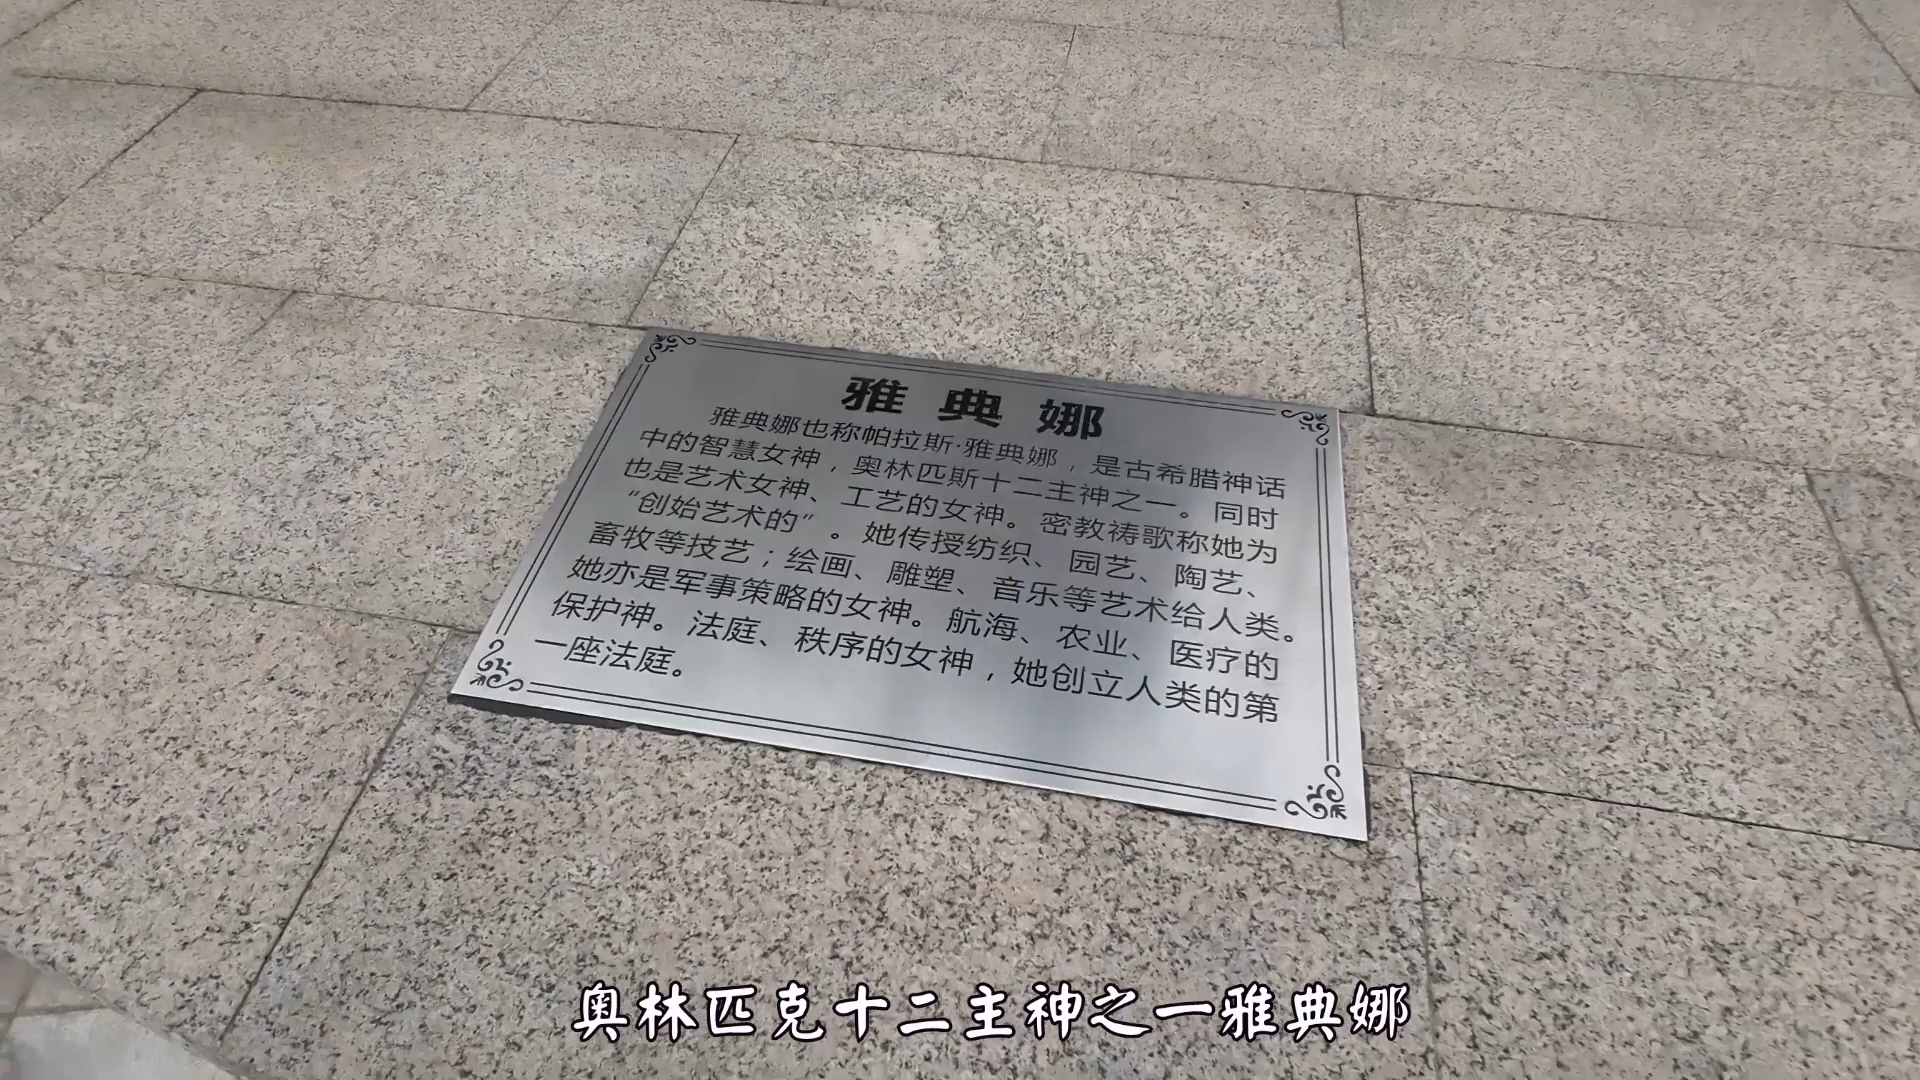 雅典娜
雅典娜也称帕拉斯·雅典娜，是古希腊神话
中的智慧女神，奥林匹斯十二主神之一。同时
也是艺术女神、工艺的女神。密教祷歌称她为
“创始艺术的”。她传授纺织、园艺、陶艺、
畜牧等技艺；绘画、雕塑、音乐等艺术给人类。
她亦是军事策略的女神。航海、农业、医疗的
保护神。法庭、秩序的女神，她创立人类的第
一座法庭。
奥林匹克十二主神之一雅典娜